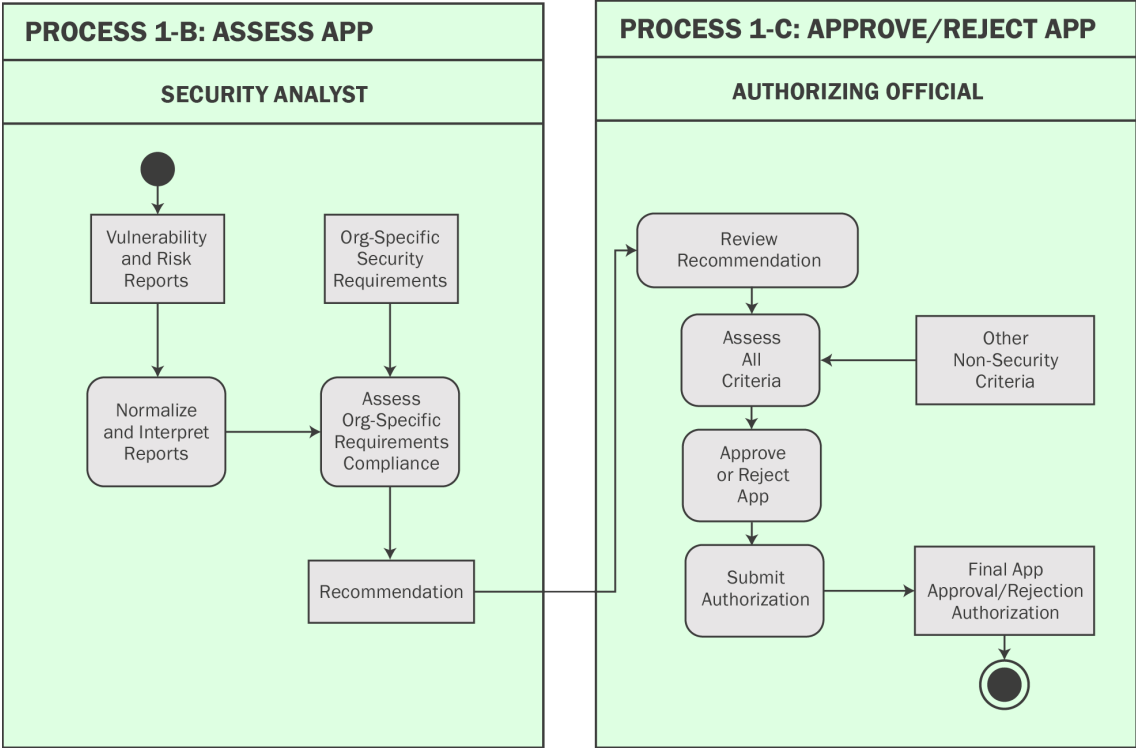 PROCESS 1-B: ASSESS APP
SECURITY ANALYST
Vulnerability
and Risk
Reports
Org-Specific
Security
Requirements
Normalize
and Interpret
Reports
Assess
Org-Specific
Requirements
Compliance
Recommendation
PROCESS 1-C: APPROVE/REJECT APP
AUTHORIZING OFFICIAL
Review
Recommendation
Assess
All
Criteria
Other
Non-Security
Criteria
Approve
or Reject
App
Submit
Authorization
Final App
Approval/Rejection
Authorization